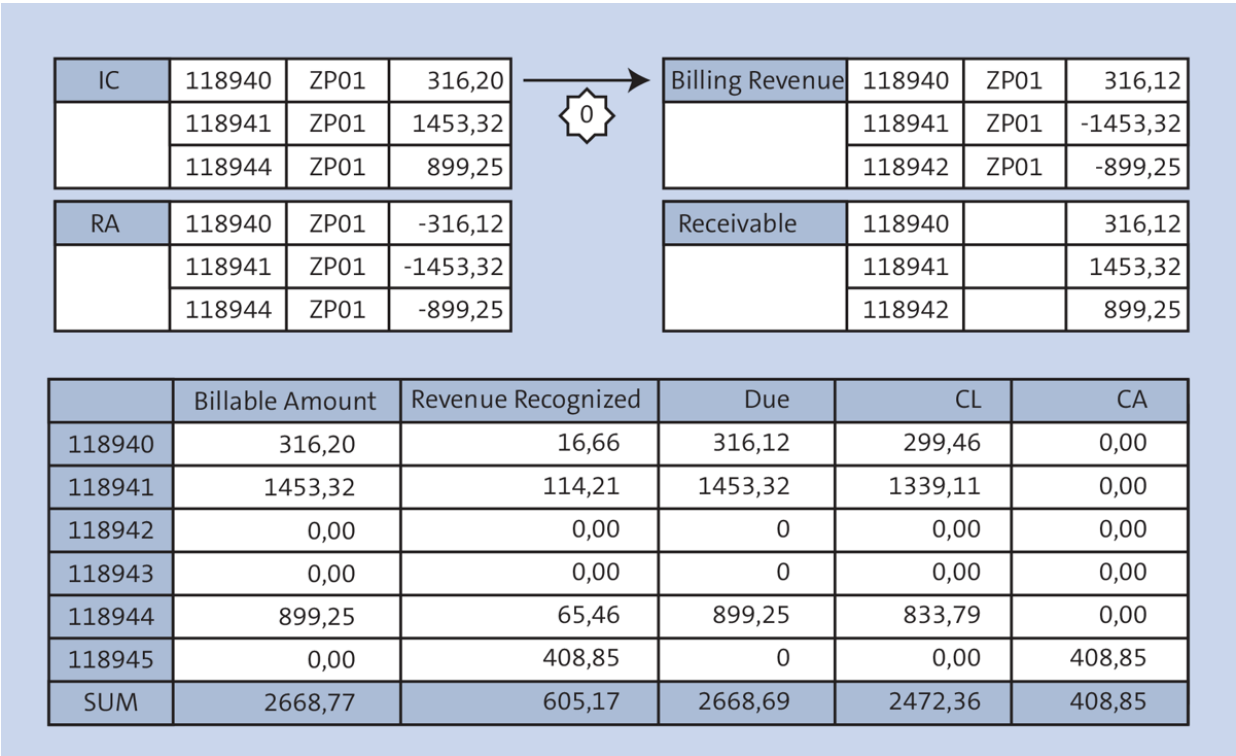 IC 118940 ZP01 316,20
118941 ZP01 1453,32
118944 ZP01 899,25
RA 118940 ZP01 -316,12
118941 ZP01 -1453,32
118944 ZP01 -899,25
0
Billing Revenue 118940 ZP01 316,12
118941 ZP01 -1453,32
118942 ZP01 -899,25
Receivable 118940 316,12
118941 1453,32
118942 899,25
Billable Amount Revenue Recognized Due CL CA
118940 316,20 16,66 316,12 299,46 0,00
118941 1453,32 114,21 1453,32 1339,11 0,00
118942 0,00 0,00 0 0,00 0,00
118943 0,00 0,00 0 0,00 0,00
118944 899,25 65,46 899,25 833,79 0,00
118945 0,00 408,85 0 0,00 408,85
SUM 2668,77 605,17 2668,69 2472,36 408,85